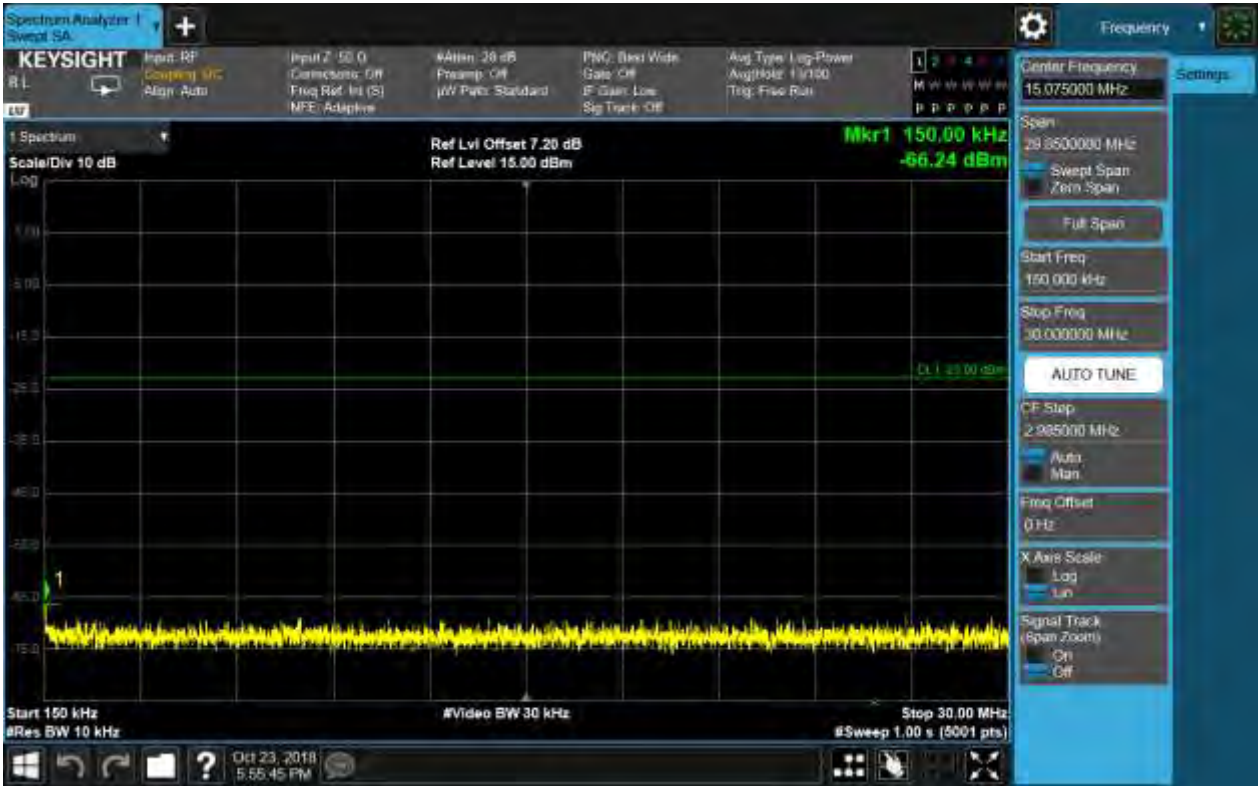 Spectrum Analyzer 1
Swept SA
+
Frequency
KEYSIGHT
R L
Input: RF
Coupling: DC
Align: Auto
Input Z: 50 Ω
Corrections: Off
Freq Ref: Int (S)
NFE: Adaptive
Preamp: Off
µW Path: Standard
PNO: Best Wide
Gate: Off
IF Gain: Low
Sig Track: Off
Avg Type: Log-Power
Trig: Free Run
Center Frequency
15.075000 MHz
Settings
1 Spectrum
Scale/Div 10 dB
Log
Ref Lvl Offset 7.20 dB
Ref Level 15.00 dBm
Mkr1 150.00 kHz
-66.24 dBm
Span
29.8500000 MHz
Swept Span
Zero Span
Full Span
Start Freq
150.000 kHz
Stop Freq
30.000000 MHz
AUTO TUNE
CF Step
2.985000 MHz
Auto
Man
Freq Offset
0 Hz
X Axis Scale
Log
Lin
Signal Track
(Span Zoom)
On
Off
1
Start 150 kHz
#Video BW 30 kHz
Stop 30.00 MHz
#Res BW 10 kHz
#Sweep 1.00 s (5001 pts)
?
Oct 23, 2018
5:55:45 PM